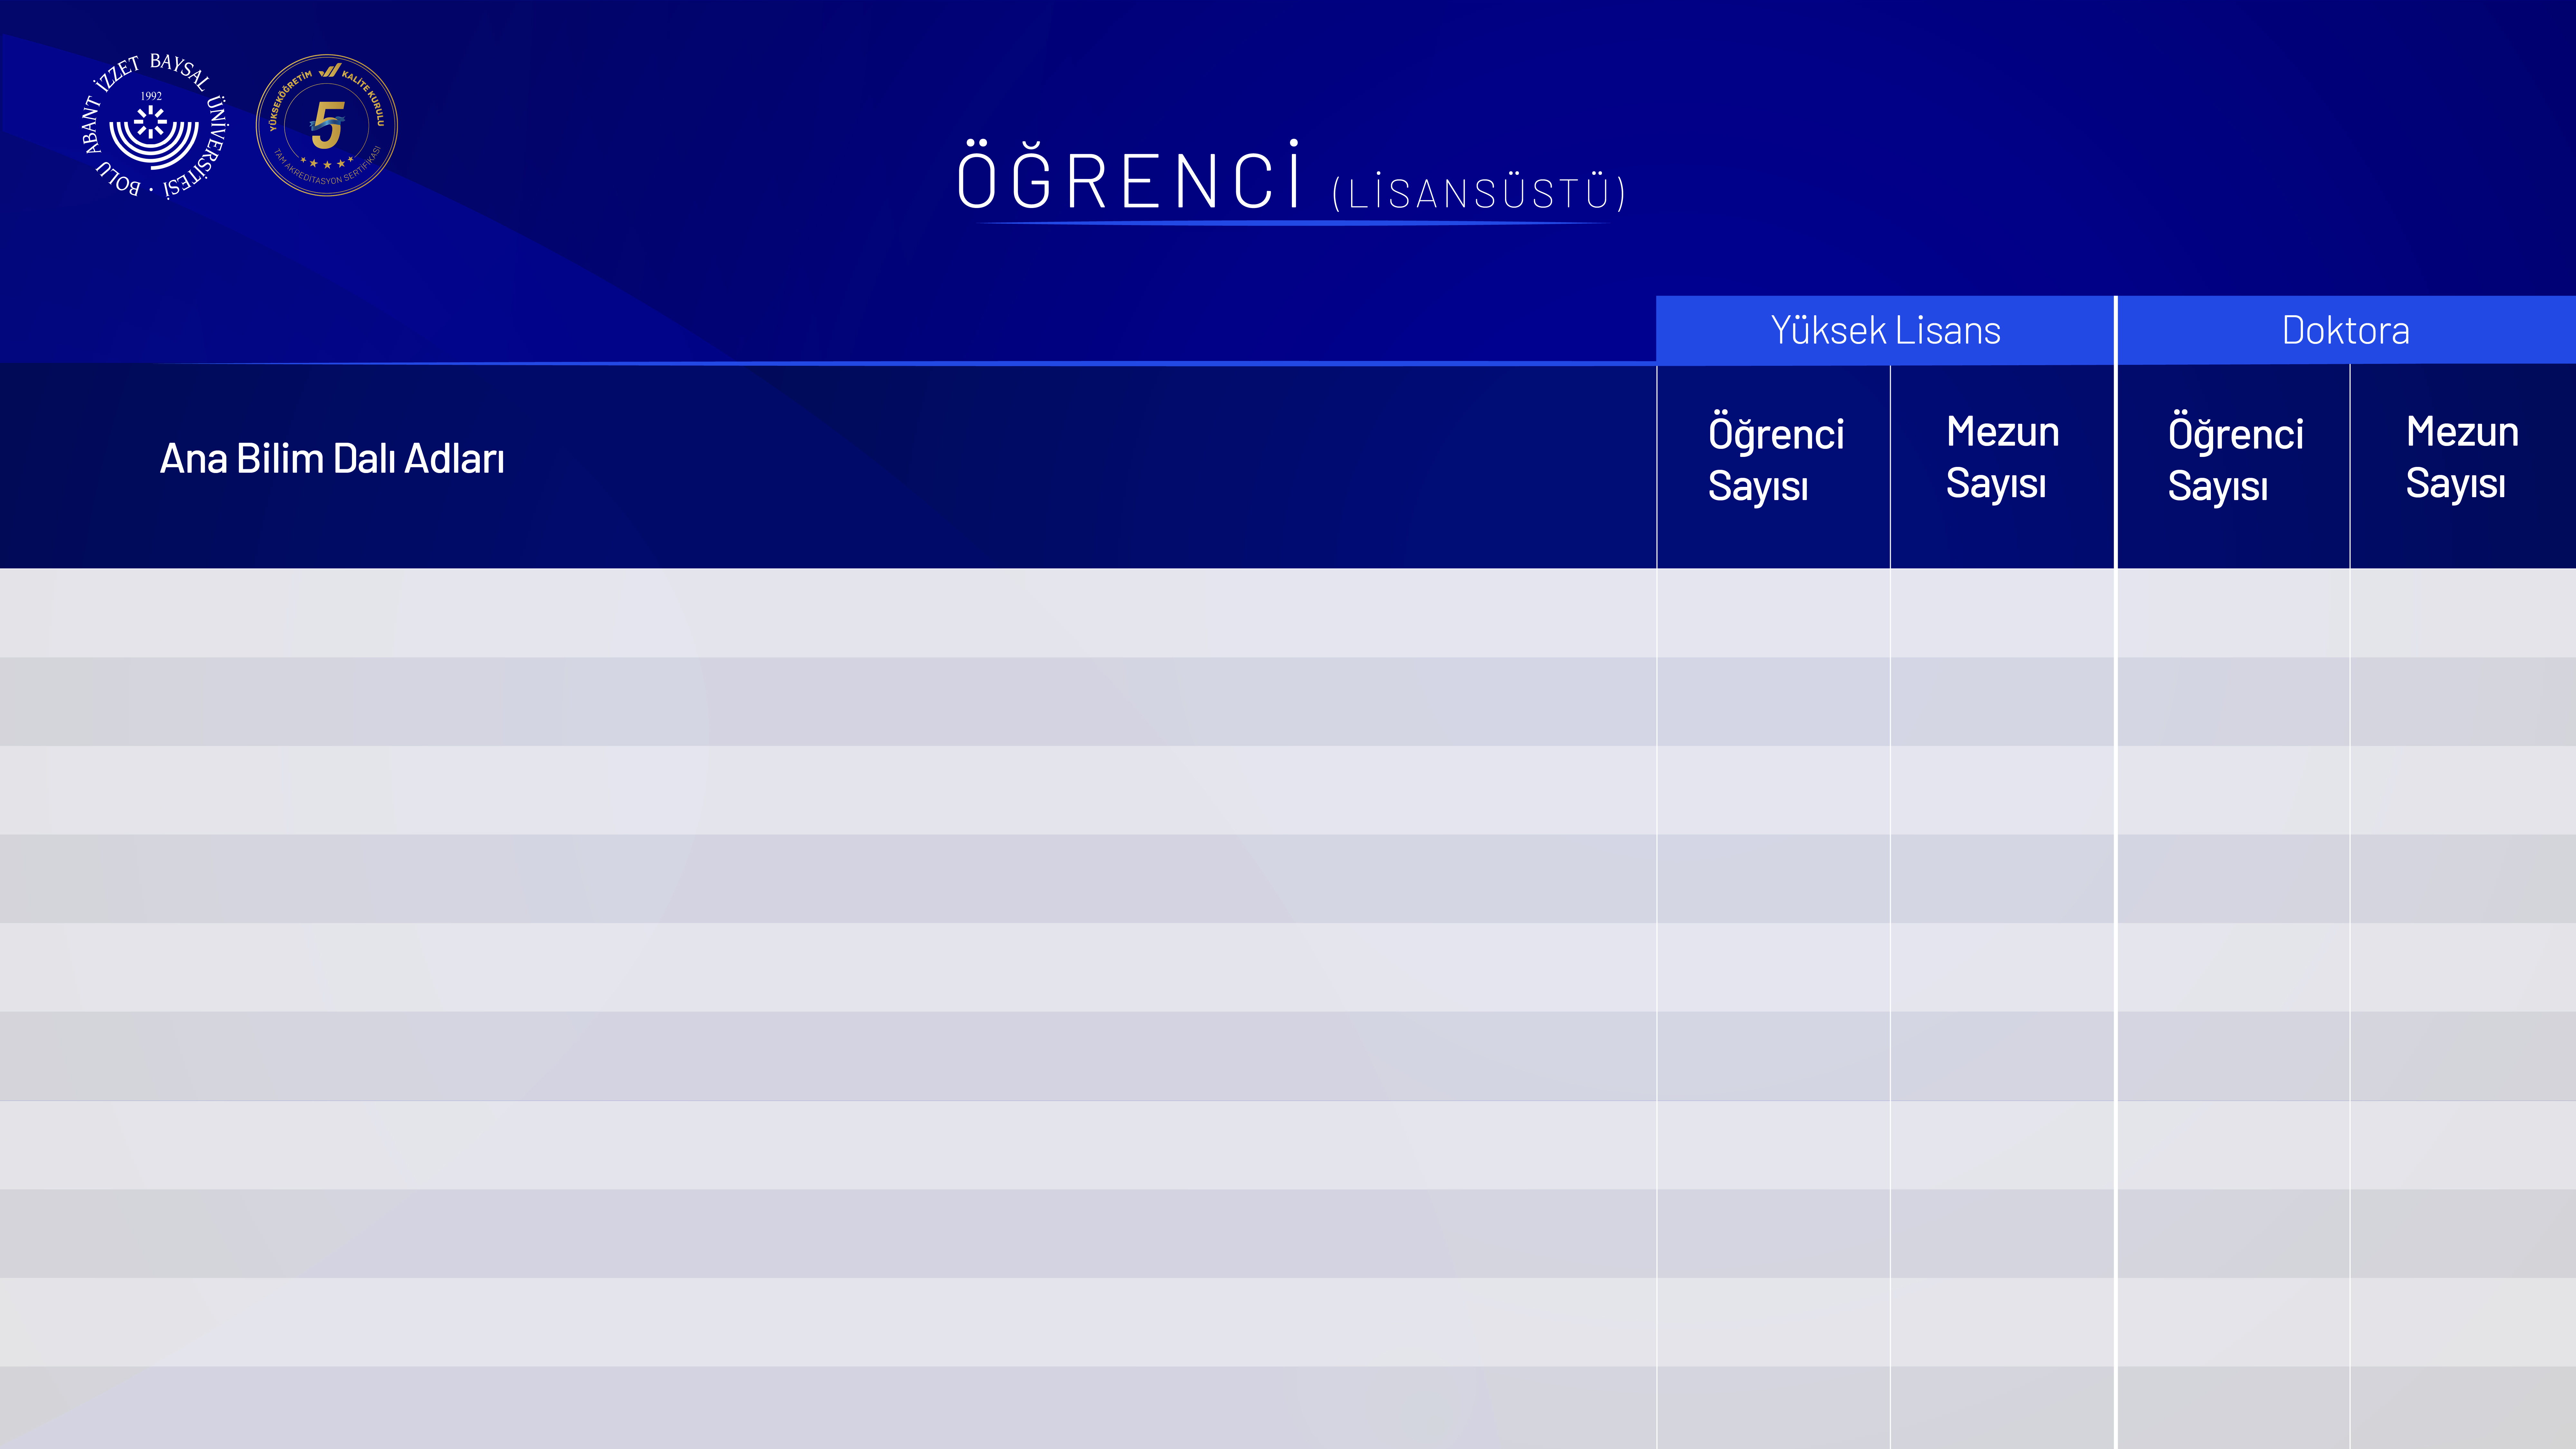 BOLU ABANT İZZET BAYSAL ÜNİVERSİTESİ
1992
YÜKSEKÖĞRETİM KALİTE KURULU
5
TAM AKREDİTASYON SERTİFİKASI
ÖĞRENCİ (LİSANSÜSTÜ)
Yüksek Lisans
Doktora
Ana Bilim Dalı Adları
Öğrenci
Sayısı
Mezun
Sayısı
Öğrenci
Sayısı
Mezun
Sayısı